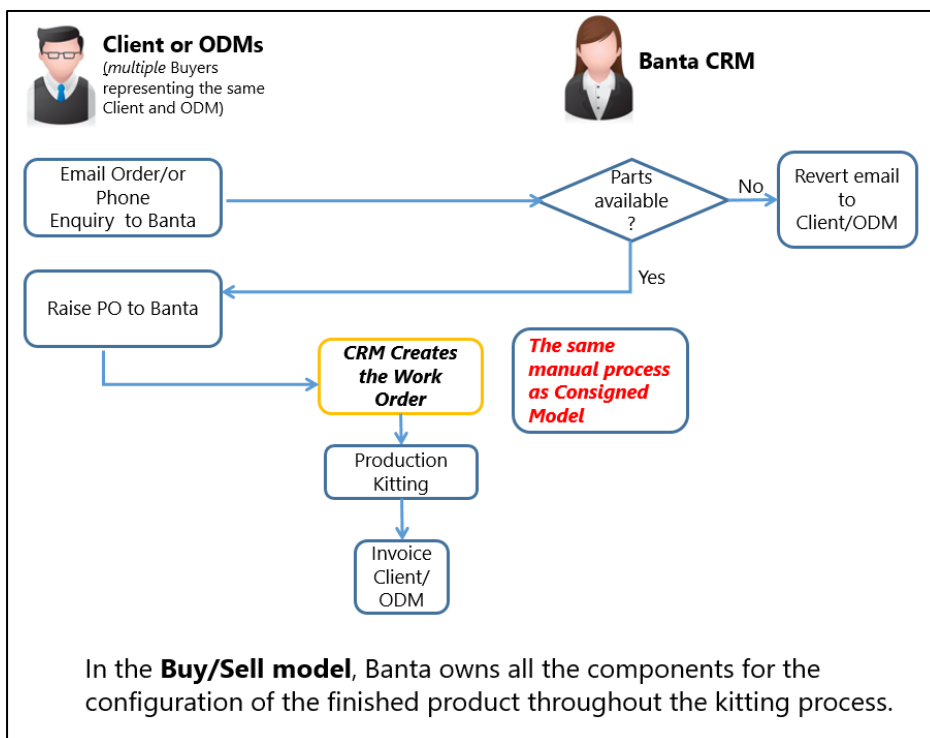 Client or ODMs
(multiple Buyers
representing the same
Client and ODM)
Banta CRM
Email Order/or
Phone
Enquiry to Banta
Parts
available
?
No
Revert email
to
Client/ODM
Yes
Raise PO to Banta
CRM Creates
the Work
Order
The same
manual process
as Consigned
Model
Production
Kitting
Invoice
Client/
ODM
In the Buy/Sell model, Banta owns all the components for the
configuration of the finished product throughout the kitting process.